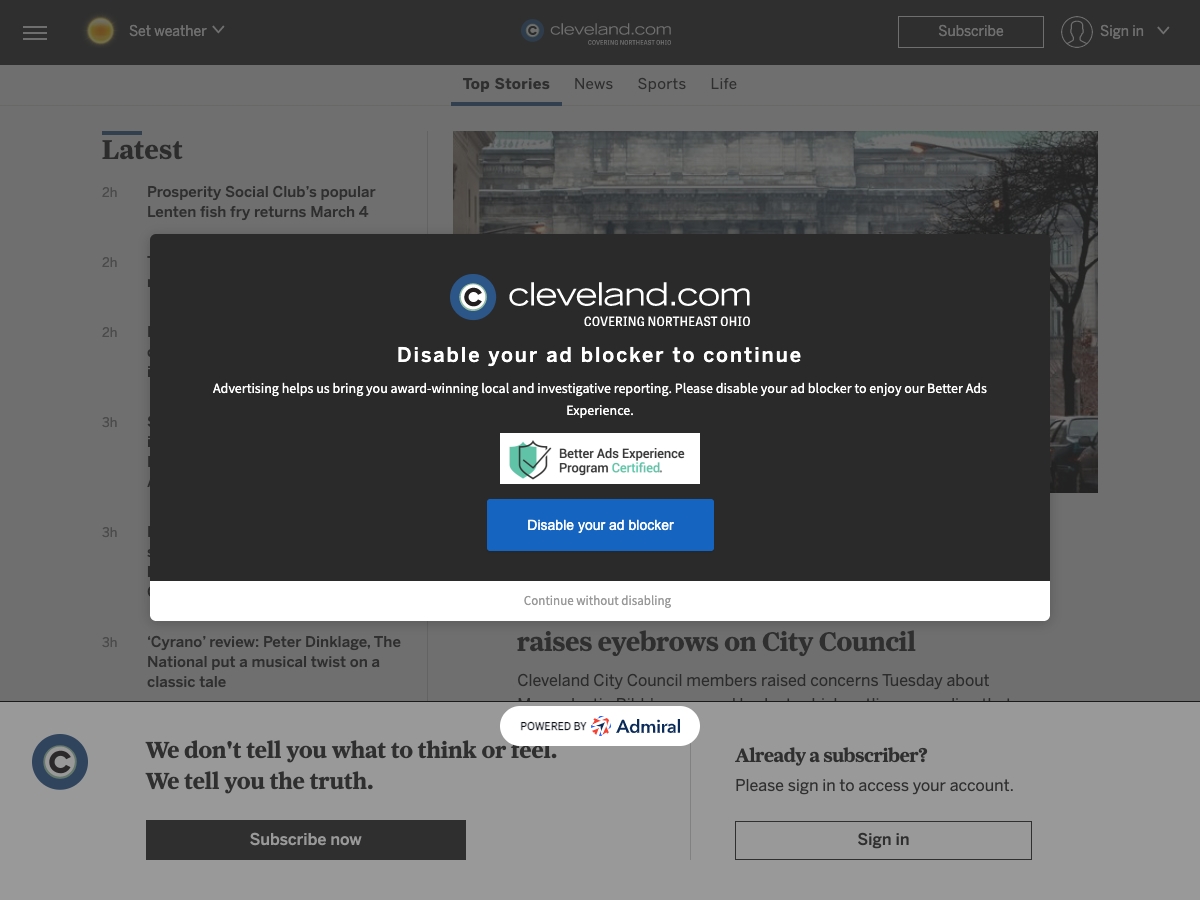 Set weather
cleveland.com
COVERING NORTHEAST OHIO
Subscribe
Sign in
Top Stories
News
Sports
Life
Latest
2h
Prosperity Social Club's popular
Lenten fish fry returns March 4
2h
2h
3h
3h
3h
‘Cyrano’ review: Peter Dinklage, The
National put a musical twist on a
classic tale
cleveland.com
COVERING NORTHEAST OHIO
Disable your ad blocker to continue
Advertising helps us bring you award-winning local and investigative reporting. Please disable your ad blocker to enjoy our Better Ads
Experience.
Better Ads Experience
Program Certified.
Disable your ad blocker
Continue without disabling
raises eyebrows on City Council
Cleveland City Council members raised concerns Tuesday about
POWERED BY Admiral
We don't tell you what to think or feel.
We tell you the truth.
Subscribe now
Already a subscriber?
Please sign in to access your account.
Sign in